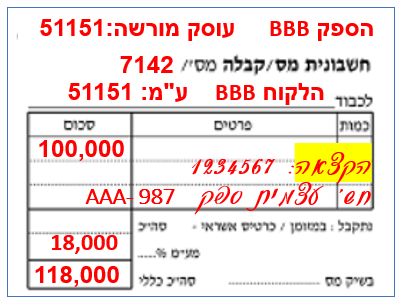 הספק BBB עוסק מורשה:51151
חשבונית מס/קבלה מס׳/ 7142
לכבוד הלקוח BBB ע"מ: 51151
כמות פרטים סכום
הקצאה: 1234567 100,000
חש' עצמית ספק AAA- 987
נתקבל : במזומן / כרטיס אשראי - סה״כ
מע״מ %..... 18,000
בשיק מס סה״כ כללי 118,000